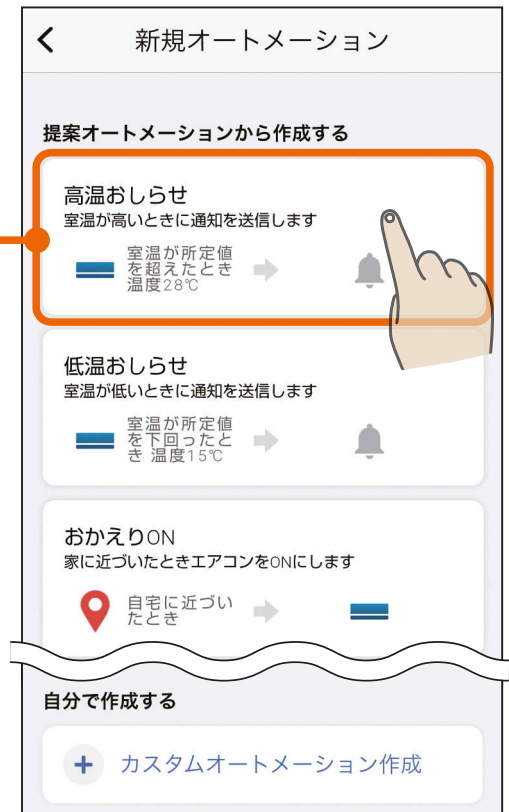 新規オートメーション
提案オートメーションから作成する
高温おしらせ
室温が高いときに通知を送信します
室温が所定値
を超えたとき
温度28℃
低温おしらせ
室温が低いときに通知を送信します
室温が所定値
を下回ったと
き 温度15℃
おかえりON
家に近づいたときエアコンをONにします
自宅に近づい
たとき
自分で作成する
+ カスタムオートメーション作成